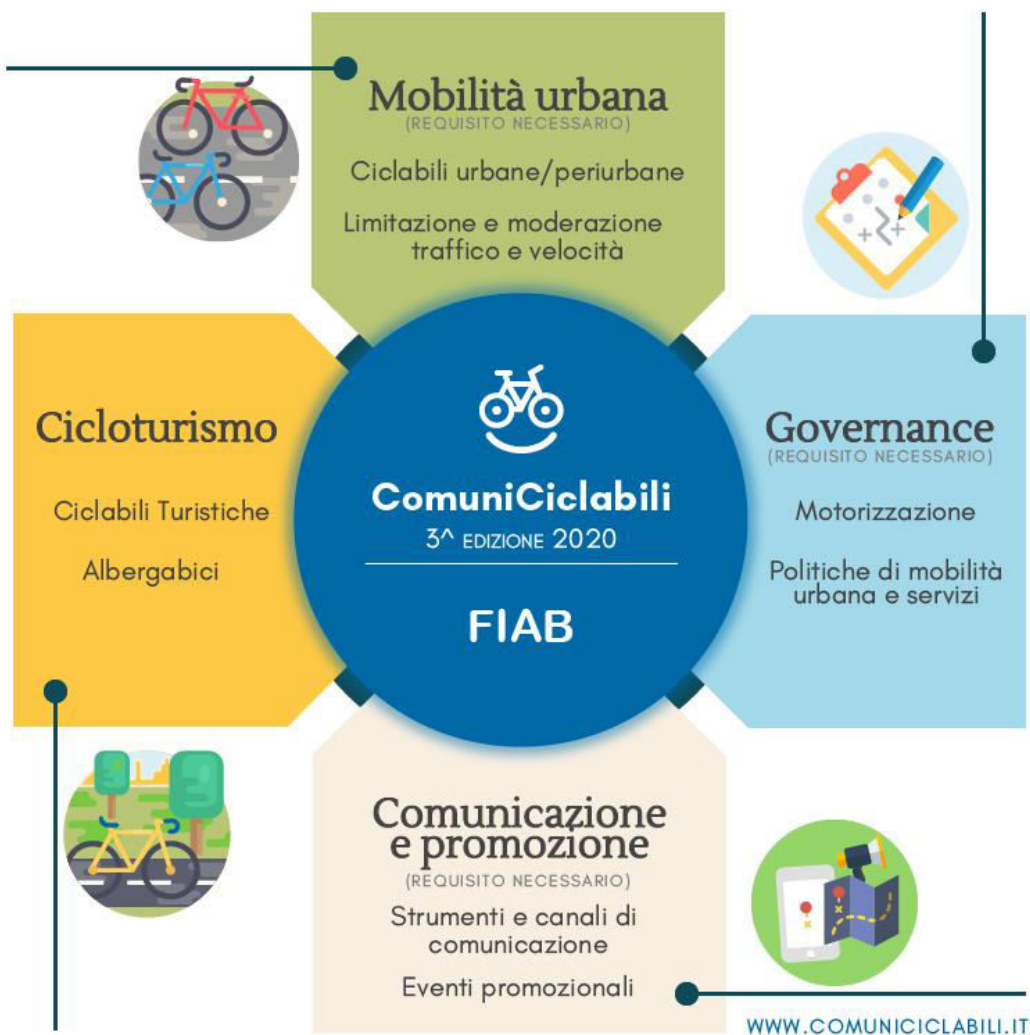 Mobilità urbana
(REQUISITO NECESSARIO)
Ciclabili urbane/periurbane
Limitazione e moderazione
traffico e velocità
Cicloturismo
Ciclabili Turistiche
Albergabici
ComuniCiclabili
3^ EDIZIONE 2020
FIAB
Governance
(REQUISITO NECESSARIO)
Motorizzazione
Politiche di mobilità
urbana e servizi
Comunicazione
e promozione
(REQUISITO NECESSARIO)
Strumenti e canali di
comunicazione
Eventi promozionali
WWW.COMUNICICLABILI.IT